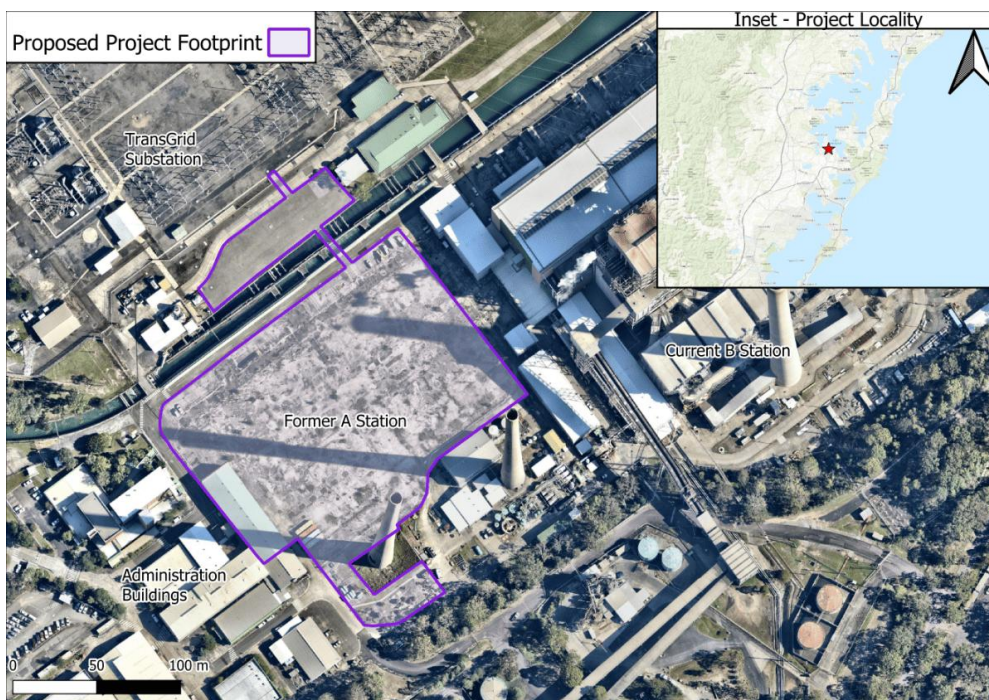 Proposed Project Footprint
Inset - Project Locality
TransGrid
Substation
Current B Station
Former A Station
Administration
Buildings
0 50 100 m